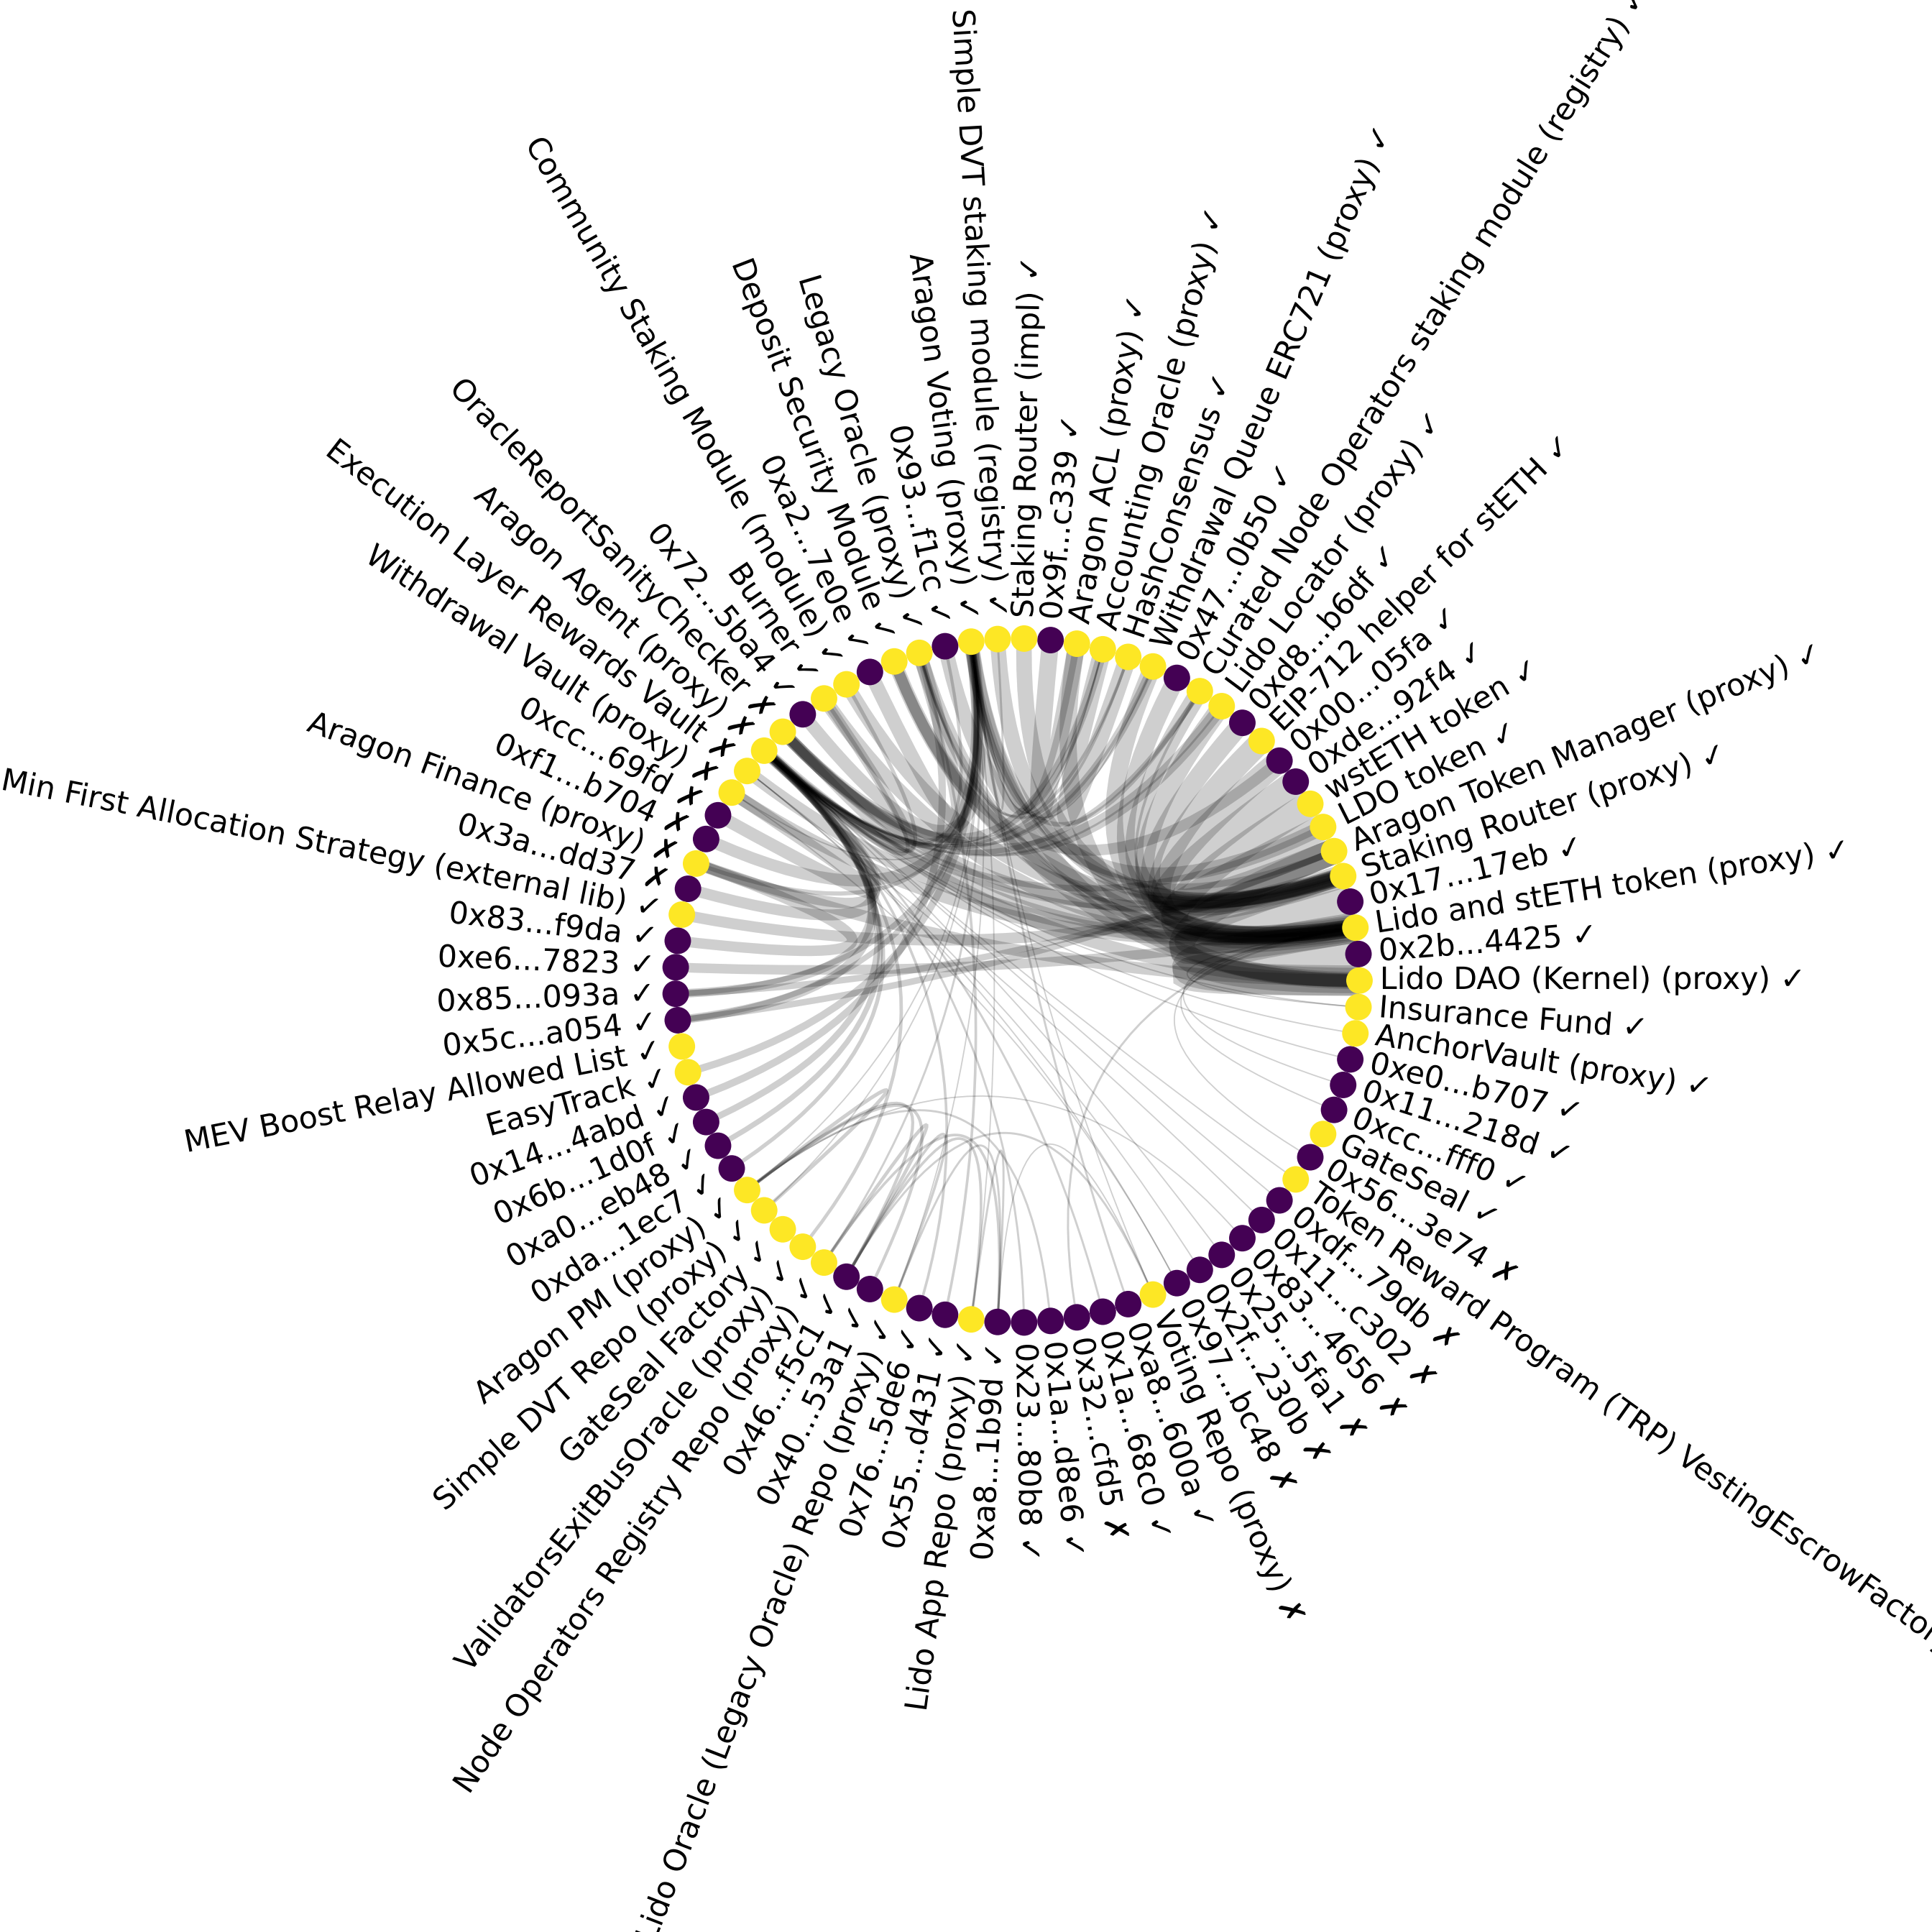 Lido DAO (Kernel) (proxy) ✓
0x2b...4425 ✓
Lido and stETH token (proxy) ✓
0x17...17eb ✓
Staking Router (proxy) ✓
Aragon Token Manager (proxy) ✓
LDO token ✓
wstETH token ✓
0xde...92f4 ✓
0x00...05fa ✓
EIP-712 helper for stETH ✓
0xd8...b6df ✓
Lido Locator (proxy) ✓
Curated Node Operators staking module (registry) ✓
0x47...0b50 ✓
Withdrawal Queue ERC721 (proxy) ✓
HashConsensus ✓
Accounting Oracle (proxy) ✓
Aragon ACL (proxy) ✓
0x9f...c339 ✓
Staking Router (impl) ✓
Simple DVT staking module (registry) ✓
Aragon Voting (proxy) ✓
0x93...f1cc ✓
Legacy Oracle (proxy) ✓
Deposit Security Module ✓
0xa2...7e0e ✓
Community Staking Module (module) ✓
Burner ✓
0x72...5ba4 ✓
OracleReportSanityChecker ✗
Aragon Agent (proxy) ✗
Execution Layer Rewards Vault ✗
Withdrawal Vault (proxy) ✗
0xcc...69fd ✗
0xf1...b704 ✗
Aragon Finance (proxy) ✗
0x3a...dd37 ✗
Min First Allocation Strategy (external lib) ✓
0x83...f9da ✓
0xe6...7823 ✓
0x85...093a ✓
0x5c...a054 ✓
MEV Boost Relay Allowed List ✓
EasyTrack ✓
0x14...4abd ✓
0x6b...1d0f ✓
0xa0...eb48 ✓
0xda...1ec7 ✓
Aragon PM (proxy) ✓
Simple DVT Repo (proxy) ✓
GateSeal Factory ✓
ValidatorsExitBusOracle (proxy) ✓
Node Operators Registry Repo (proxy) ✓
0x46...f5c1 ✓
0x40...53a1 ✓
Lido Oracle (Legacy Oracle) Repo (proxy) ✓
0x76...5de6 ✓
0x55...d431 ✓
Lido App Repo (proxy) ✓
0xa8...1b9d ✓
0x23...80b8 ✓
0x1a...d8e6 ✓
0x32...cfd5 ✗
0x1a...68c0 ✓
0xa8...600a ✓
Voting Repo (proxy) ✗
0x97...bc48 ✗
0x2f...230b ✗
0x25...5fa1 ✗
0x83...4656 ✗
0x11...c302 ✗
0xdf...79db ✗
Token Reward Program (TRP) VestingEscrowFactory
0x56...3e74 ✗
GateSeal ✓
0xcc...fff0 ✓
0x11...218d ✓
0xe0...b707 ✓
AnchorVault (proxy) ✓
Insurance Fund ✓